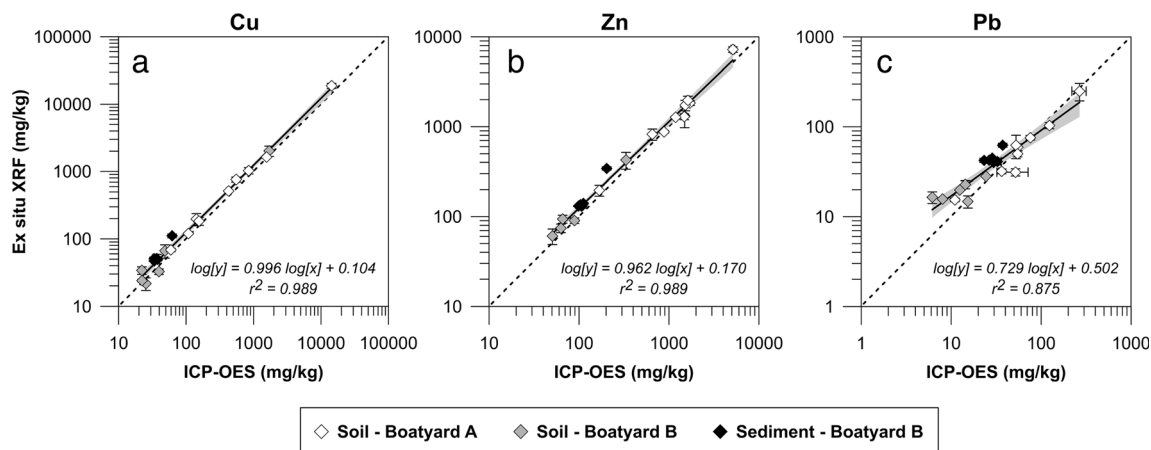 Cu
Zn
Pb
Ex situ XRF (mg/kg)
a
100000
10000
1000
100
10
log[y] = 0.996 log[x] + 0.104
r2 = 0.989
10
100
1000
10000
100000
ICP-OES (mg/kg)
b
10000
1000
100
10
log[y] = 0.962 log[x] + 0.170
r2 = 0.989
10
100
1000
10000
ICP-OES (mg/kg)
c
1000
100
10
1
log[y] = 0.729 log[x] + 0.502
r2 = 0.875
1
10
100
1000
ICP-OES (mg/kg)
Soil - Boatyard A
Soil - Boatyard B
Sediment - Boatyard B